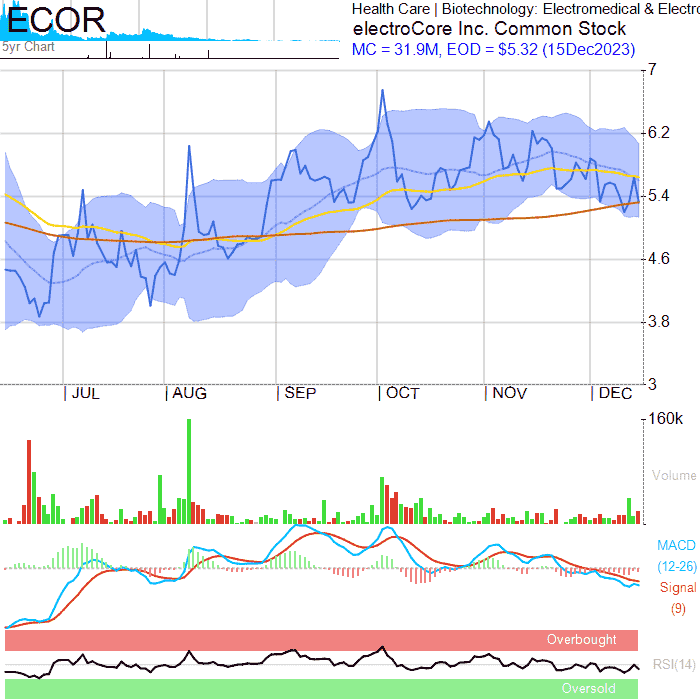 ECOR
5yr Chart
Health Care | Biotechnology: Electromedical & Electro
electroCore Inc. Common Stock
MC = 31.9M, EOD = $5.32 (15Dec2023)
7
6.2
5.4
4.6
3.8
3
JUL AUG SEP OCT NOV DEC
160k
Volume
MACD
(12-26)
Signal
(9)
Overbought
RSI(14)
Oversold